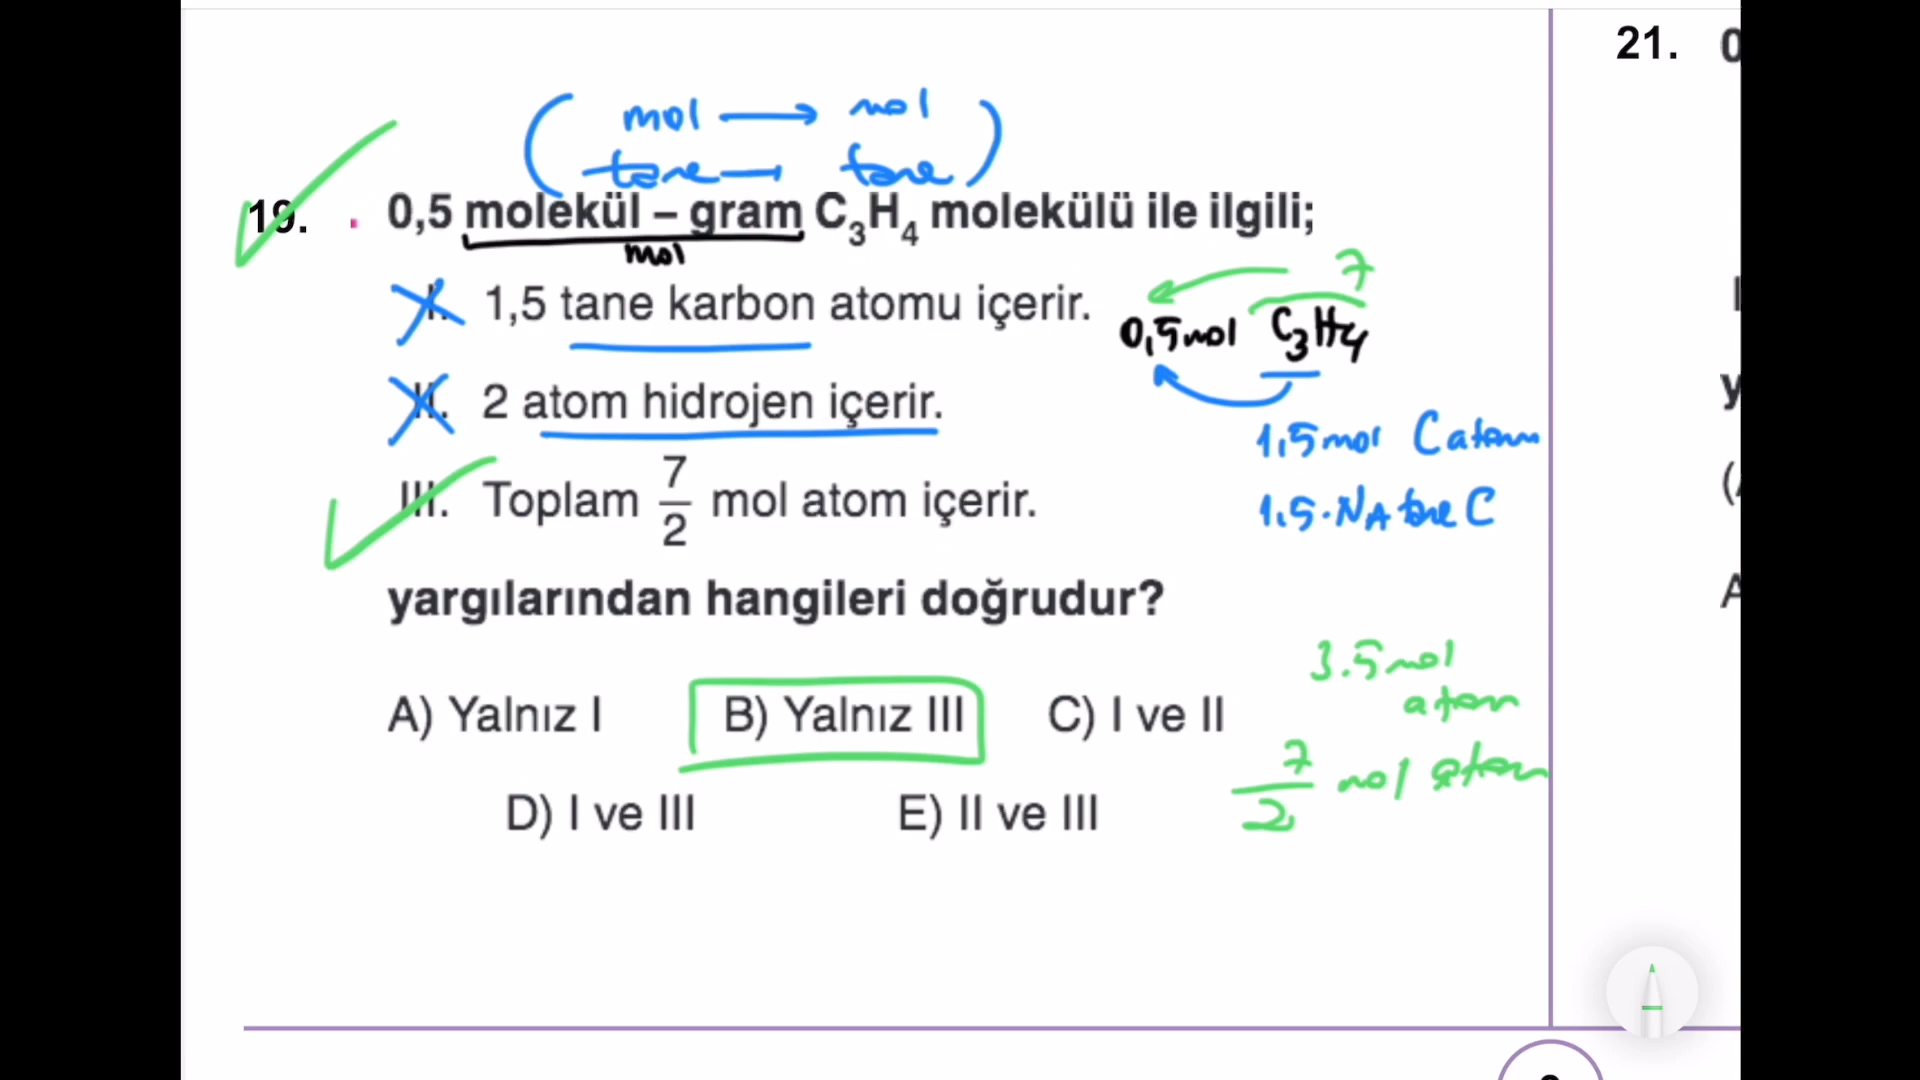 mol → mol
tane — tane
19. 0,5 molekül – gram C₃H₄ molekülü ile ilgili;
mol
7
I. 1,5 tane karbon atomu içerir.
0,5mol C₃H₄
II. 2 atom hidrojen içerir.
1,5mol C atom
III. Toplam 7/2 mol atom içerir.
1,5.NA tane C
yargılarından hangileri doğrudur?
3.5mol
atom
A) Yalnız I B) Yalnız III C) I ve II
7/2 mol atom
D) I ve III E) II ve III
21. 0